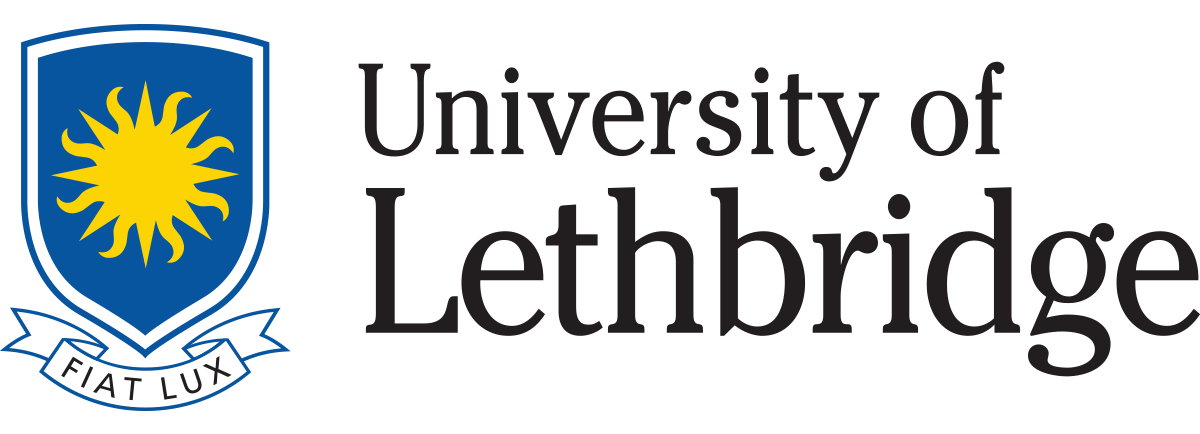 University of
Lethbridge
FIAT LUX